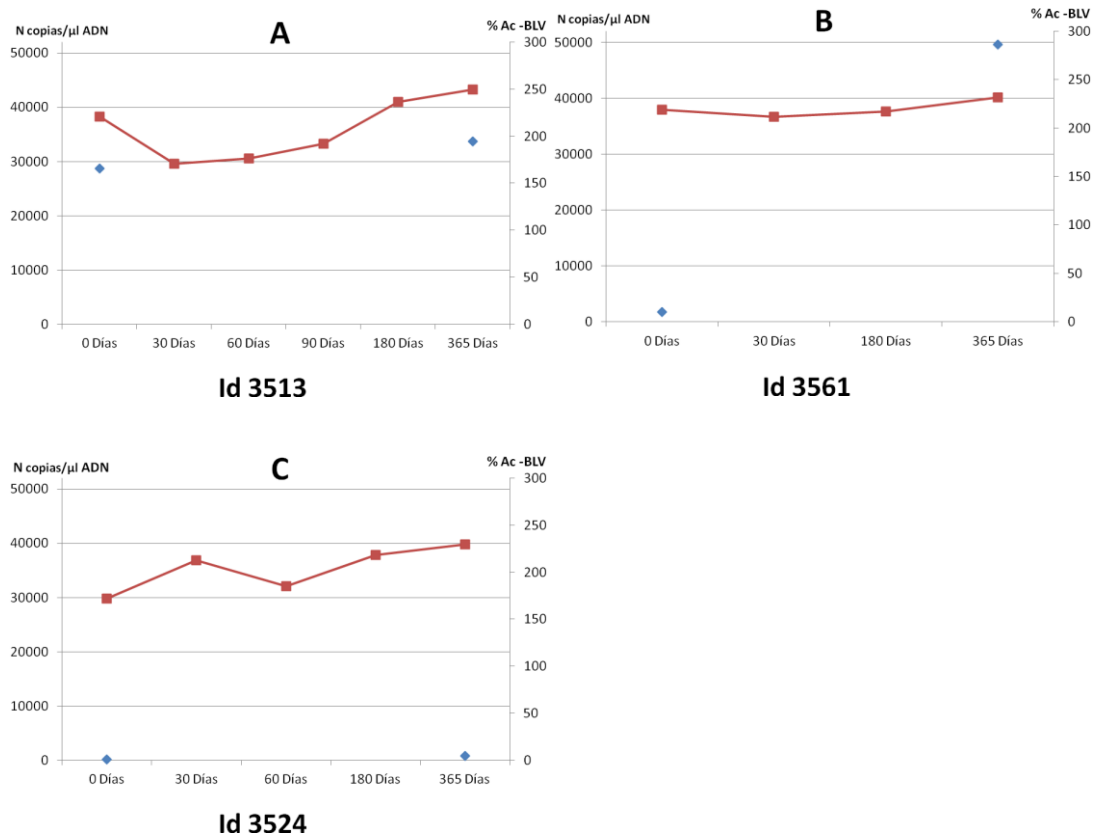 A
N copias/µl ADN
% Ac -BLV
50000
40000
30000
20000
10000
0
300
250
200
150
100
50
0
0 Días 30 Días 60 Días 90 Días 180 Días 365 Días
Id 3513
B
N copias/µl ADN
% Ac -BLV
50000
40000
30000
20000
10000
0
300
250
200
150
100
50
0
0 Días 30 Días 180 Días 365 Días
Id 3561
C
N copias/µl ADN
% Ac -BLV
50000
40000
30000
20000
10000
0
300
250
200
150
100
50
0
0 Días 30 Días 60 Días 180 Días 365 Días
Id 3524